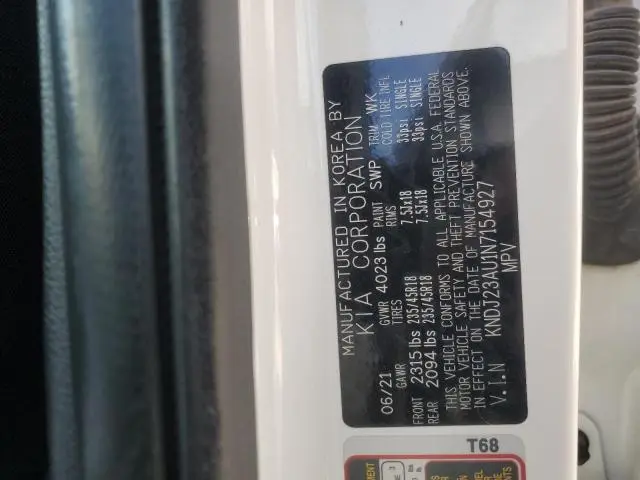 MANUFACTURED IN KOREA BY
KIA CORPORATION
06/21 GVWR 4023 lbs PAINT SWP TRIM WK
GAWR TIRES RIMS COLD TIRE INFL
FRONT 2315 lbs 235/45R18 7.5Jx18 33psi SINGLE
REAR 2094 lbs 235/45R18 7.5Jx18 33psi SINGLE
THIS VEHICLE CONFORMS TO ALL APPLICABLE U.S.A. FEDERAL
MOTOR VEHICLE SAFETY AND THEFT PREVENTION STANDARDS
IN EFFECT ON THE DATE OF MANUFACTURE SHOWN ABOVE.
V.I.N KNDJ23AU1N7154927
MPV
T68